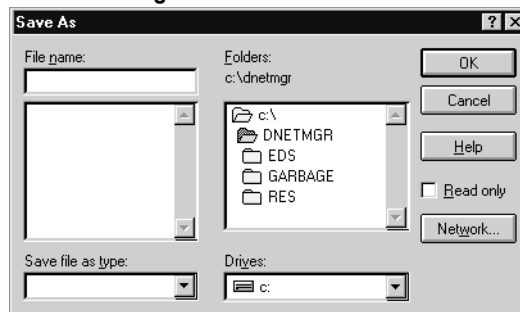 Save As
? ×
File name:
Folders:
c:\dnetmgr
OK
Cancel
c:\
DNETMGR
EDS
GARBAGE
RES
Help
Read only
Network...
Save file as type:
Drives:
c: